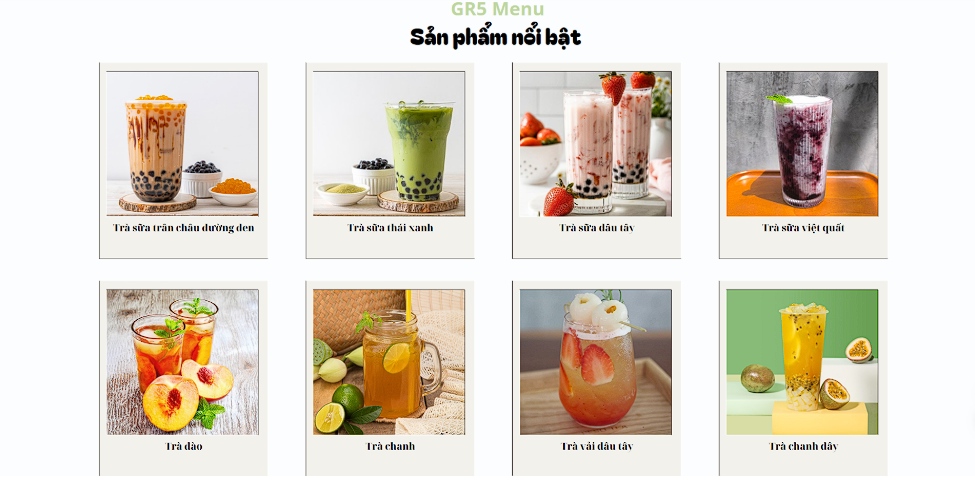 GR5 Menu
Sản phẩm nổi bật
Trà sữa trân châu đường đen
Trà sữa thái xanh
Trà sữa dâu tây
Trà sữa việt quất
Trà đào
Trà chanh
Trà vải dâu tây
Trà chanh dây